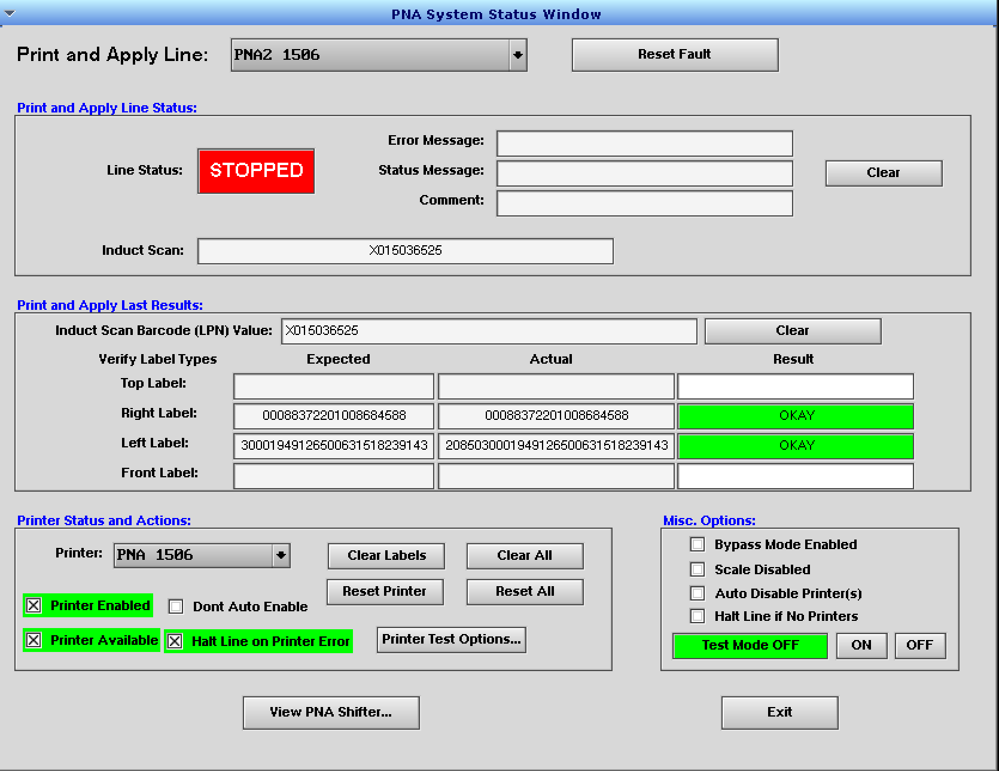 PNA System Status Window
Print and Apply Line: PNA2 1506 Reset Fault
Print and Apply Line Status:
Error Message:
Line Status: STOPPED Status Message: Clear
Comment:
Induct Scan: X015036525
Print and Apply Last Results:
Induct Scan Barcode (LPN) Value: X015036525 Clear
Verify Label Types Expected Actual Result
Top Label:
Right Label: 00088372201008684588 00088372201008684588 OKAY
Left Label: 30001949126500631518239143 2085030001949126500631518239143 OKAY
Front Label:
Printer Status and Actions: Misc. Options:
Printer: PNA 1506 Clear Labels Clear All Bypass Mode Enabled
Scale Disabled
Reset Printer Reset All Auto Disable Printer(s)
Printer Enabled Dont Auto Enable Halt Line if No Printers
Printer Available Halt Line on Printer Error Printer Test Options... Test Mode OFF ON OFF
View PNA Shifter... Exit